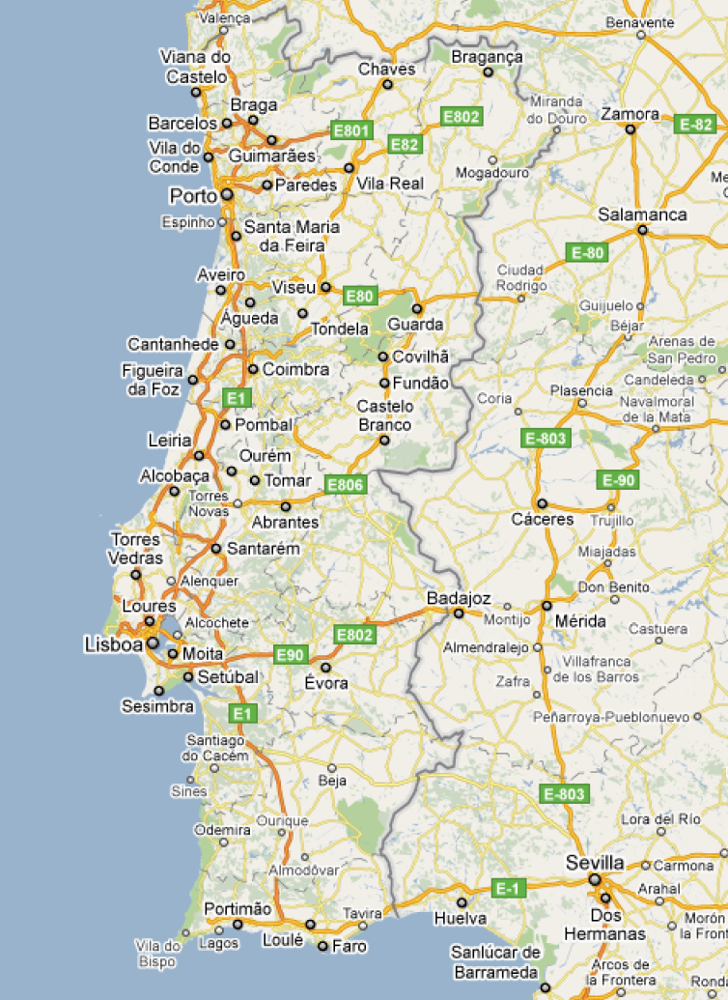 Valença
Benavente
Viana do
Castelo
Chaves
Bragança
Miranda
do Douro
Zamora
E-82
Braga
Barcelos
E801
E802
E82
Vila do
Conde
Guimarães
Mogadouro
Paredes
Vila Real
Porto
Salamanca
Espinho
Santa Maria
da Feira
E-80
Ciudad
Rodrigo
Aveiro
Viseu
E80
Guijuelo
Águeda
Tondela
Guarda
Béjar
Arenas de
San Pedro
Cantanhede
Covilhã
Figueira
da Foz
Coimbra
Fundão
Candeleda
Plasencia
Coria
Navalmoral
de la Mata
E1
Castelo
Branco
Pombal
E-803
Leiria
Ourém
E-90
Alcobaça
Tomar
E806
Torres
Novas
Abrantes
Cáceres
Trujillo
Torres
Vedras
Santarém
Miajadas
Alenquer
Don Benito
Badajoz
Loures
Alcochete
Montijo
Mérida
Castuera
Lisboa
E802
Almendralejo
Moita
E90
Villafranca
de los Barros
Setúbal
Évora
Zafra
Sesimbra
E1
Peñarroya-Pueblonuevo
Santiago
do Cacém
Beja
Sines
E-803
Ourique
Lora del Río
Odemira
Almodôvar
Sevilla
Carmona
E-1
Arahal
Portimão
Tavira
Huelva
Dos
Hermanas
Morón
la Front
Vila do
Bispo
Lagos
Loulé
Faro
Sanlúcar de
Barrameda
Arcos de
la Frontera
Ronda